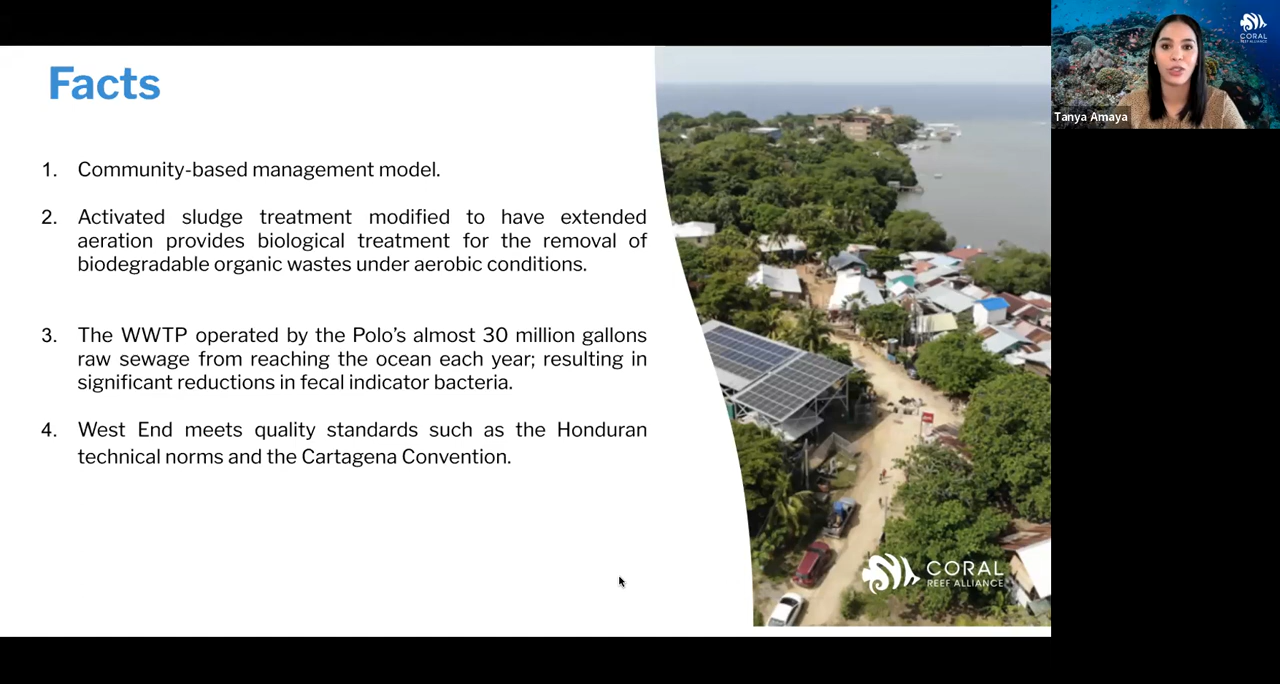 Facts
1. Community-based management model.
2. Activated sludge treatment modified to have extended
aeration provides biological treatment for the removal of
biodegradable organic wastes under aerobic conditions.
3. The WWTP operated by the Polo's almost 30 million gallons
raw sewage from reaching the ocean each year; resulting in
significant reductions in fecal indicator bacteria.
4. West End meets quality standards such as the Honduran
technical norms and the Cartagena Convention.
CORAL
REEF ALLIANCE
CORAL
REEF ALLIANCE
Tanya Amaya